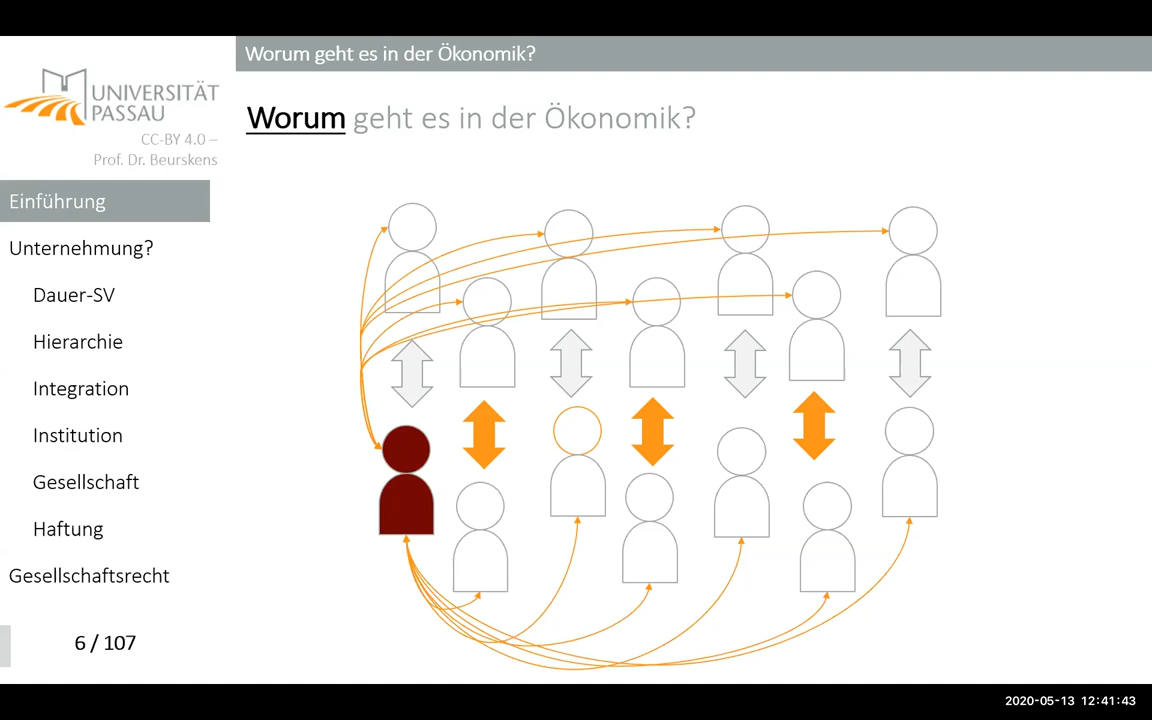 Worum geht es in der Ökonomik?
UNIVERSITÄT
PASSAU
CC-BY 4.0 –
Prof. Dr. Beurskens
Worum geht es in der Ökonomik?
Einführung
Unternehmung?
Dauer-SV
Hierarchie
Integration
Institution
Gesellschaft
Haftung
Gesellschaftsrecht
6 / 107
2020-05-13 12:41:43